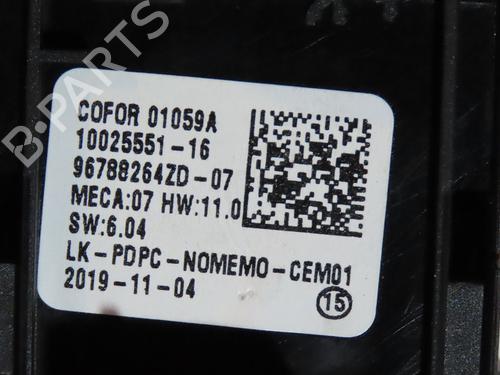 COFOR 01059A
10025551-16
96788264ZD-07
MECA:07 HW:11.0
SW:6.04
LK-PDPC-NOMEMO-CEM01
2019-11-04
15
B-PARTS